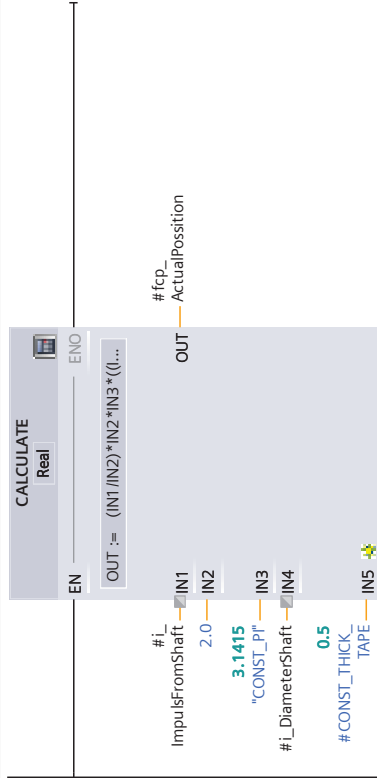 CALCULATE
Real
EN
ENO
OUT := (IN1/IN2)*IN2*IN3*((I...
#i_
ImpulsFromShaft
IN1
OUT
#fcp_
ActualPossition
2.0
IN2
3.1415
"CONST_PI"
IN3
#i_DiameterShaft
IN4
0.5
#CONST_THICK_
TAPE
IN5